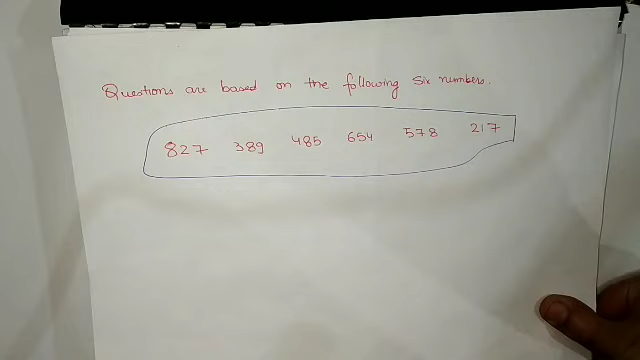 Questions are based on the following six numbers.
827 389 485 654 578 217